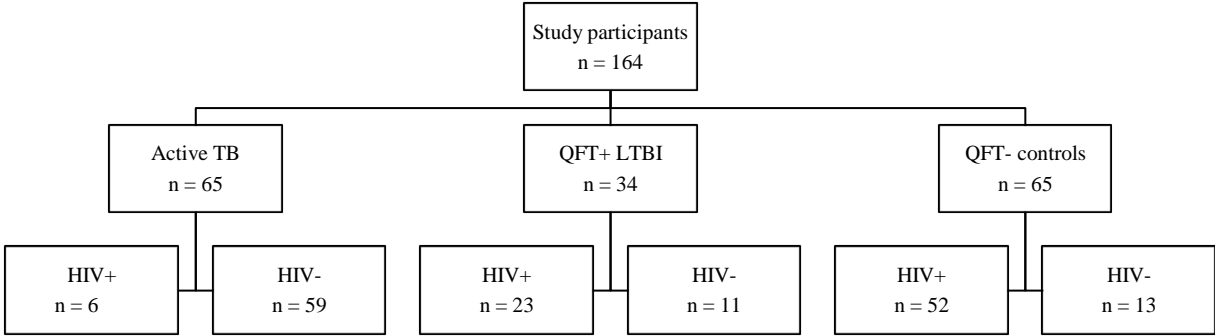 Study participants
n = 164
Active TB
n = 65
QFT+ LTBI
n = 34
QFT- controls
n = 65
HIV+
n = 6
HIV-
n = 59
HIV+
n = 23
HIV-
n = 11
HIV+
n = 52
HIV-
n = 13